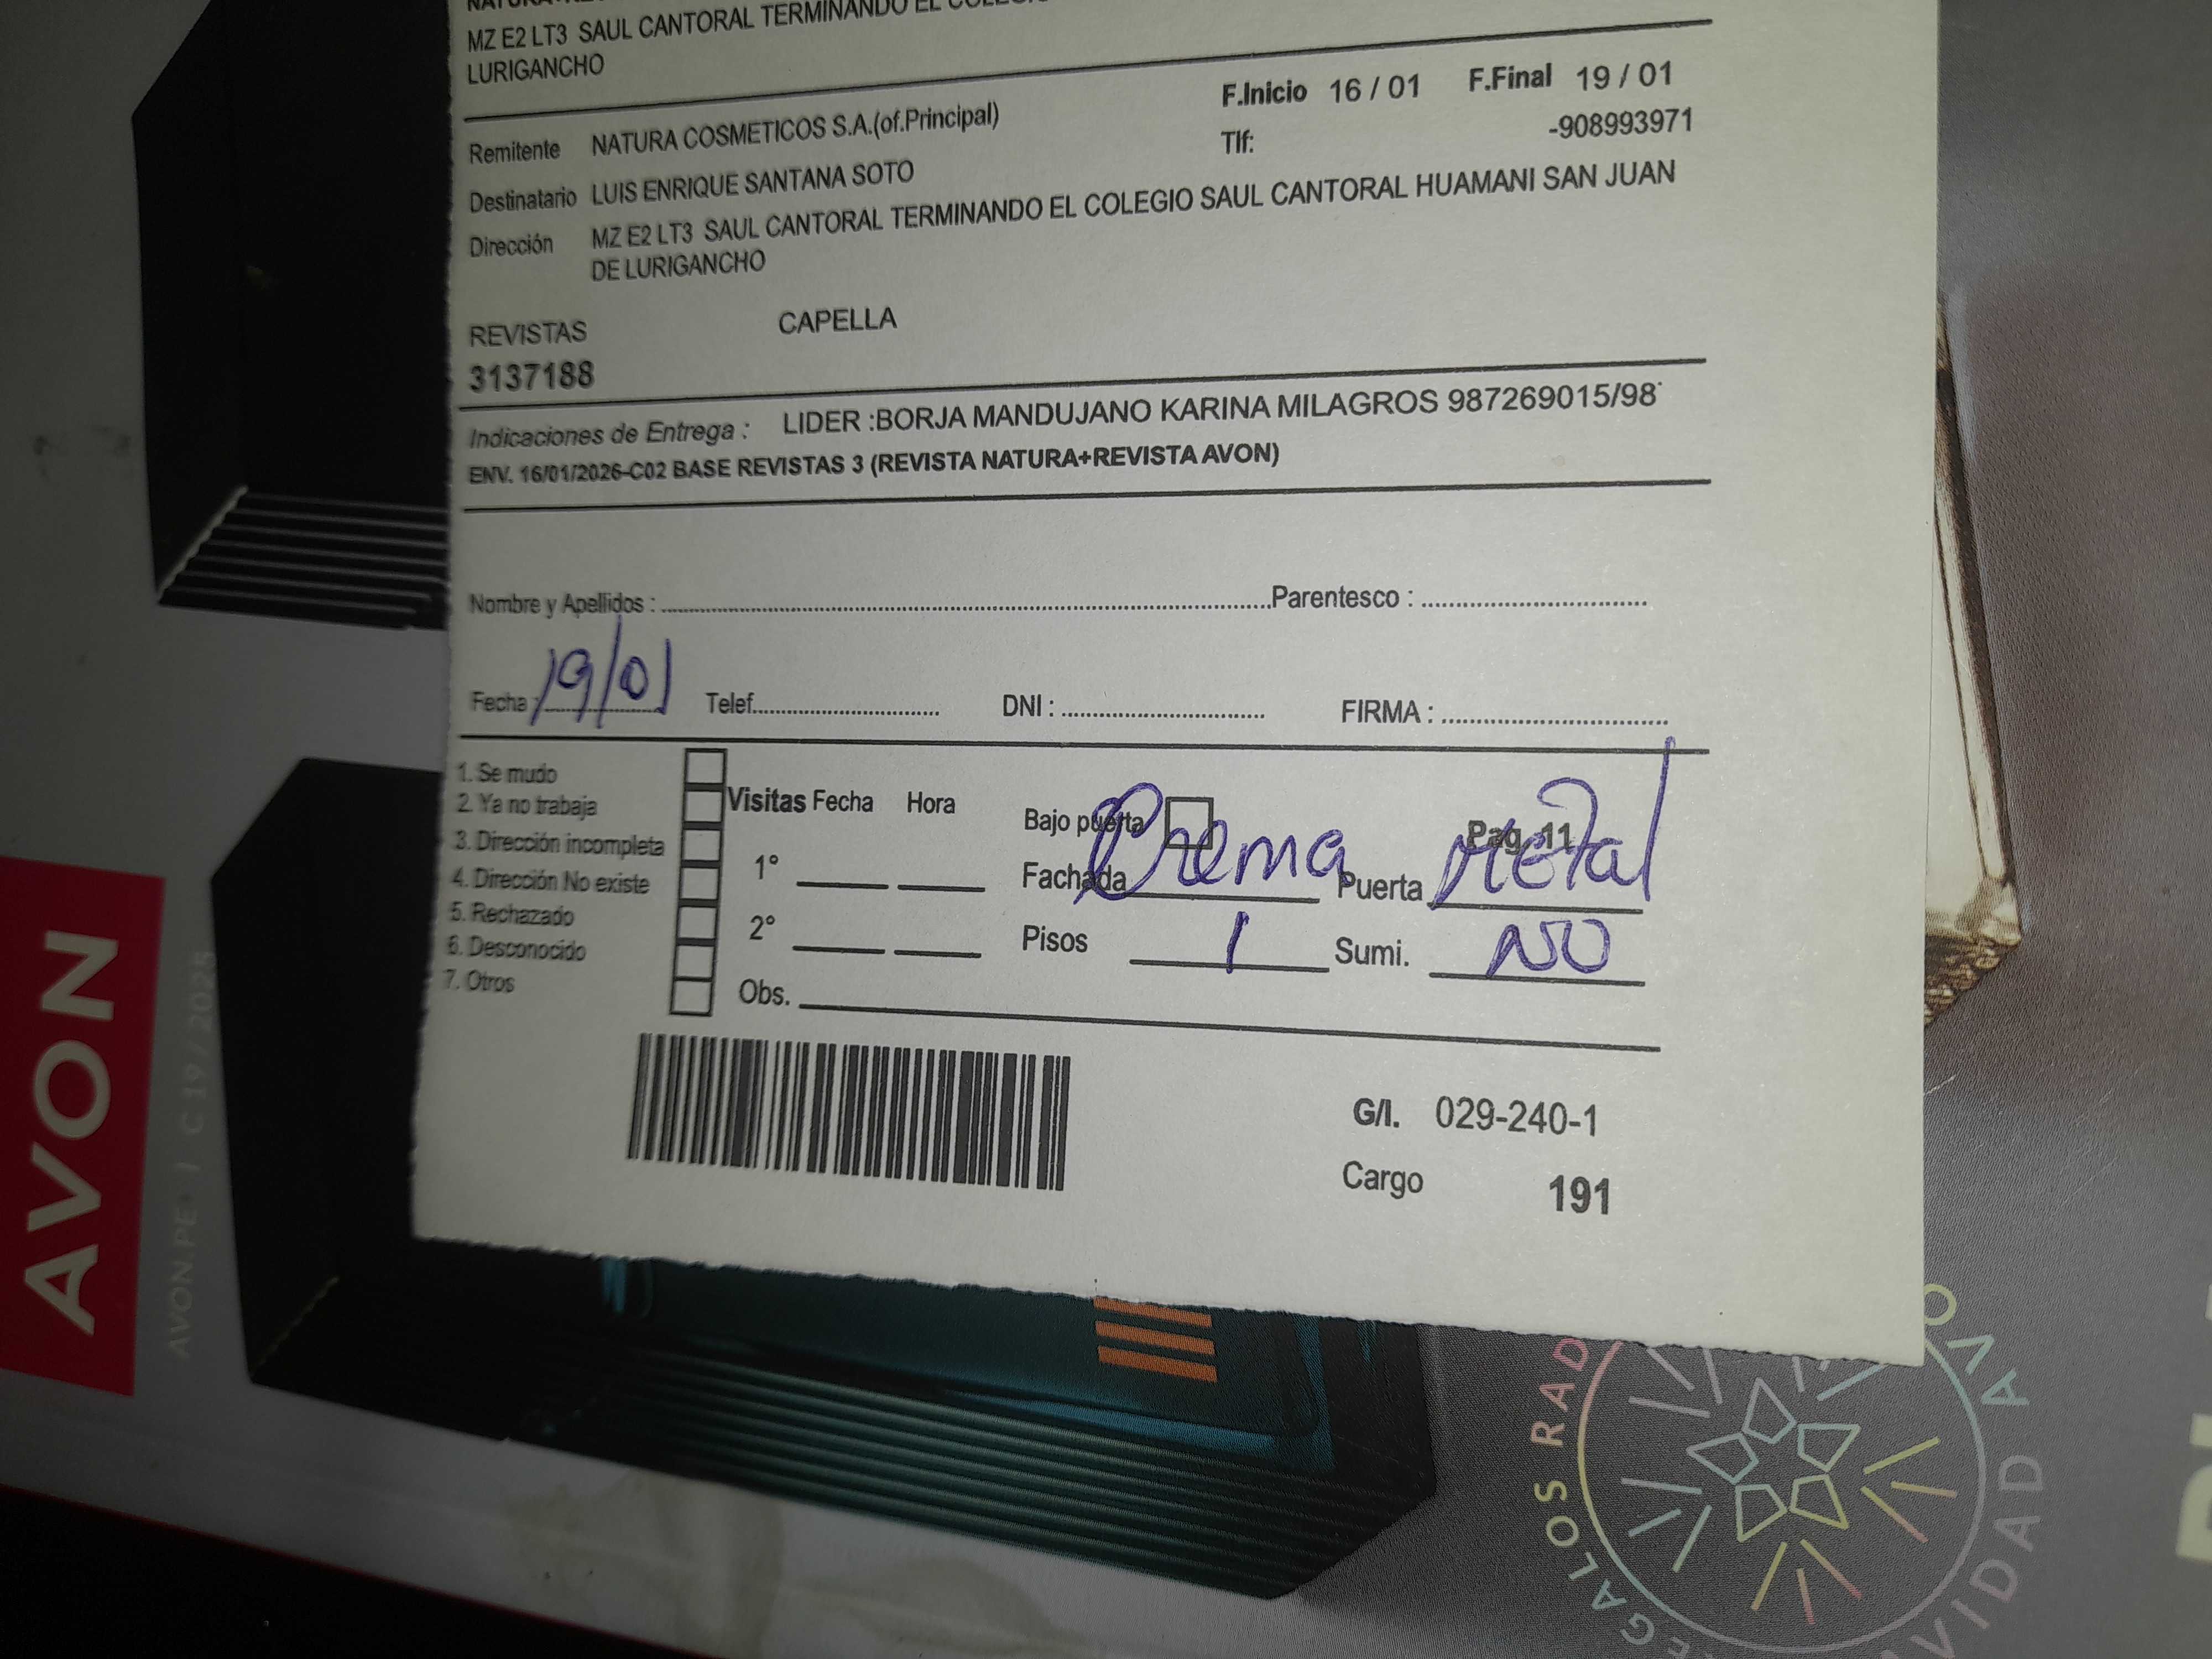 MZ E2 LT3 SAUL CANTORAL TERMINANDO EL
LURIGANCHO
F.Inicio 16 / 01 F.Final 19 / 01
Remitente NATURA COSMETICOS S.A.(of.Principal)
Tlf: -908993971
Destinatario LUIS ENRIQUE SANTANA SOTO
Dirección MZ E2 LT3 SAUL CANTORAL TERMINANDO EL COLEGIO SAUL CANTORAL HUAMANI SAN JUAN
DE LURIGANCHO
REVISTAS CAPELLA
3137188
Indicaciones de Entrega : LIDER :BORJA MANDUJANO KARINA MILAGROS 987269015/98
ENV. 16/01/2026-C02 BASE REVISTAS 3 (REVISTA NATURA+REVISTA AVON)
Nombre y Apellidos : Parentesco :
Fecha : 19/01 Telef. DNI : FIRMA :
1. Se mudo
2. Ya no trabaja
3. Dirección incompleta
4. Dirección No existe
5. Rechazado
6. Desconocido
7. Otros
Visitas Fecha Hora
1°
2°
Obs.
Bajo puerta Pag. 11
Fachada Crema Puerta Metal
Pisos 1 Sumi. NO
G/I. 029-240-1
Cargo 191
AVON
AVON.PE | C 19/2025